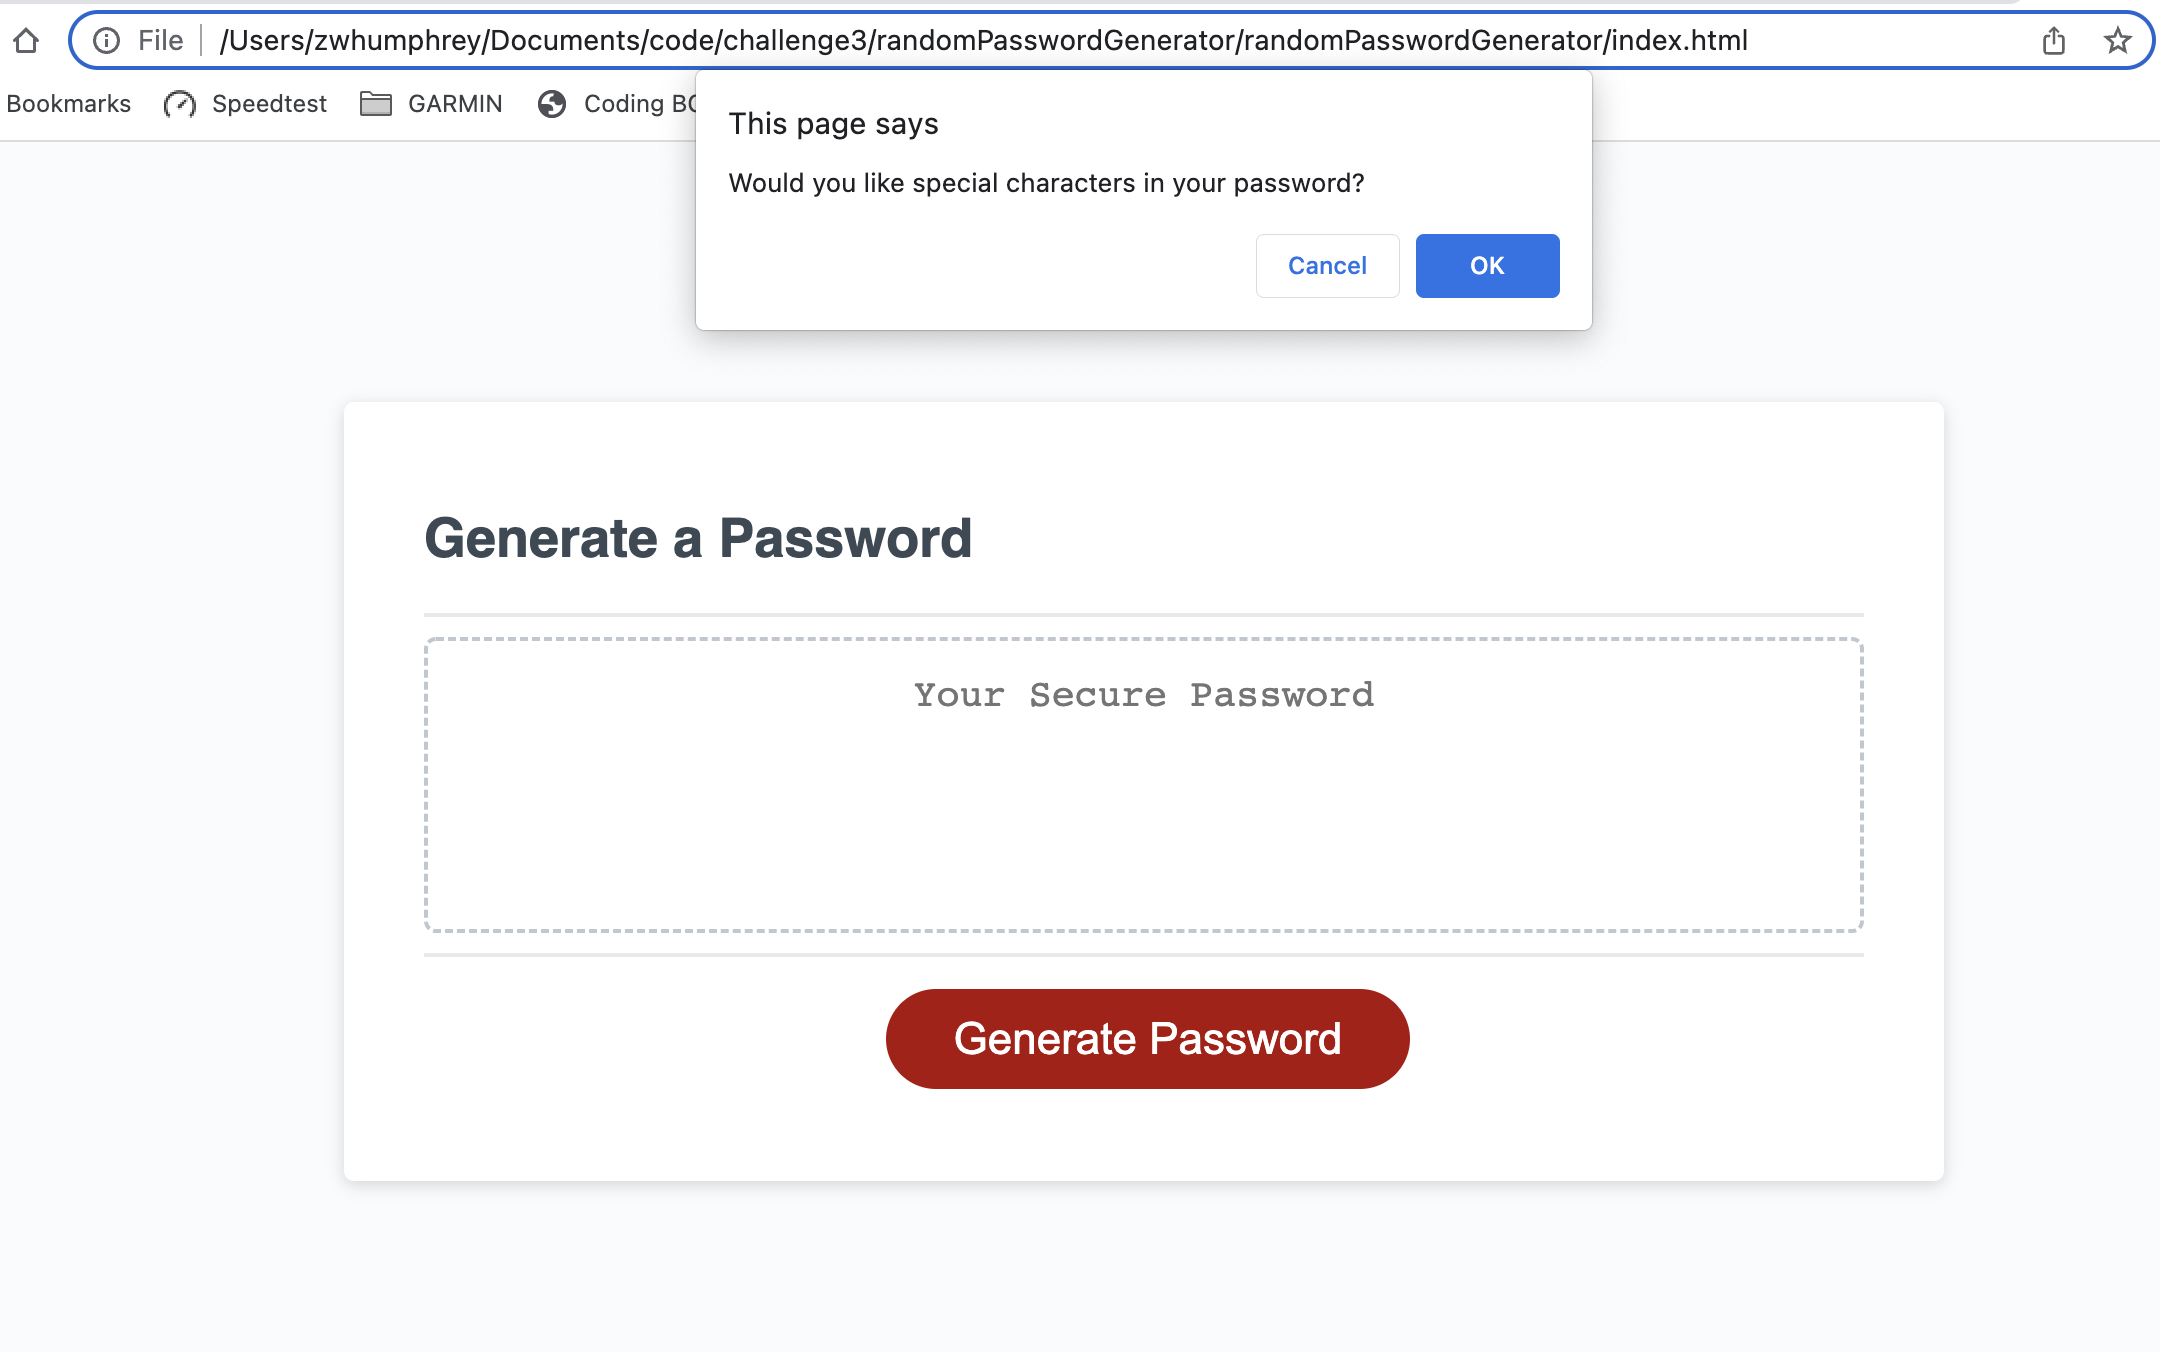 File /Users/zwhumphrey/Documents/code/challenge3/randomPasswordGenerator/randomPasswordGenerator/index.html
Bookmarks Speedtest GARMIN Coding
This page says
Would you like special characters in your password?
Cancel OK
Generate a Password
Your Secure Password
Generate Password